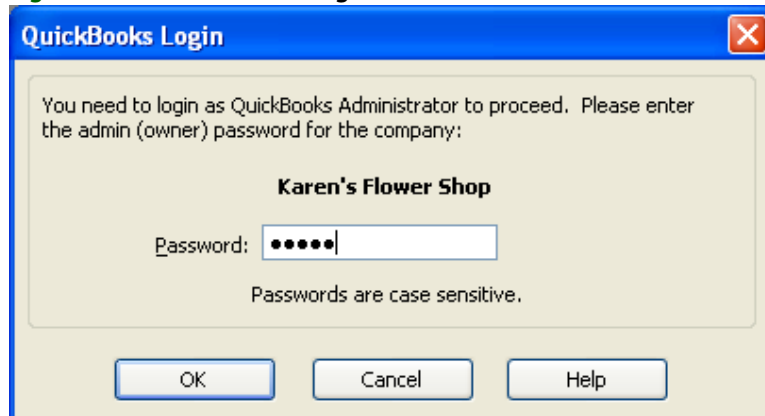 QuickBooks Login
You need to login as QuickBooks Administrator to proceed. Please enter
the admin (owner) password for the company:
Karen's Flower Shop
Password: •••••
Passwords are case sensitive.
OK Cancel Help